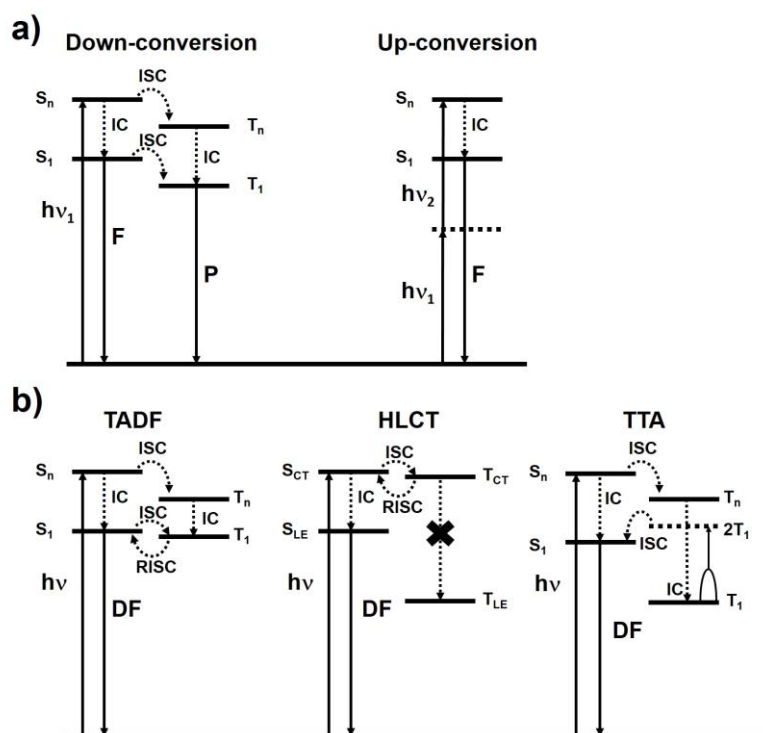 a)
Down-conversion
Up-conversion
ISC
Sn
Sn
IC
Tn
IC
ISC
S1
IC
S1
T1
hν1
hν2
F
P
hν1
F
b)
TADF
HLCT
TTA
ISC
ISC
ISC
Sn
SCT
TCT
Sn
IC
Tn
IC
RISC
IC
Tn
ISC
S1
IC
T1
SLE
2T1
ISC
S1
RISC
hν
hν
hν
IC
DF
DF
TLE
T1
DF